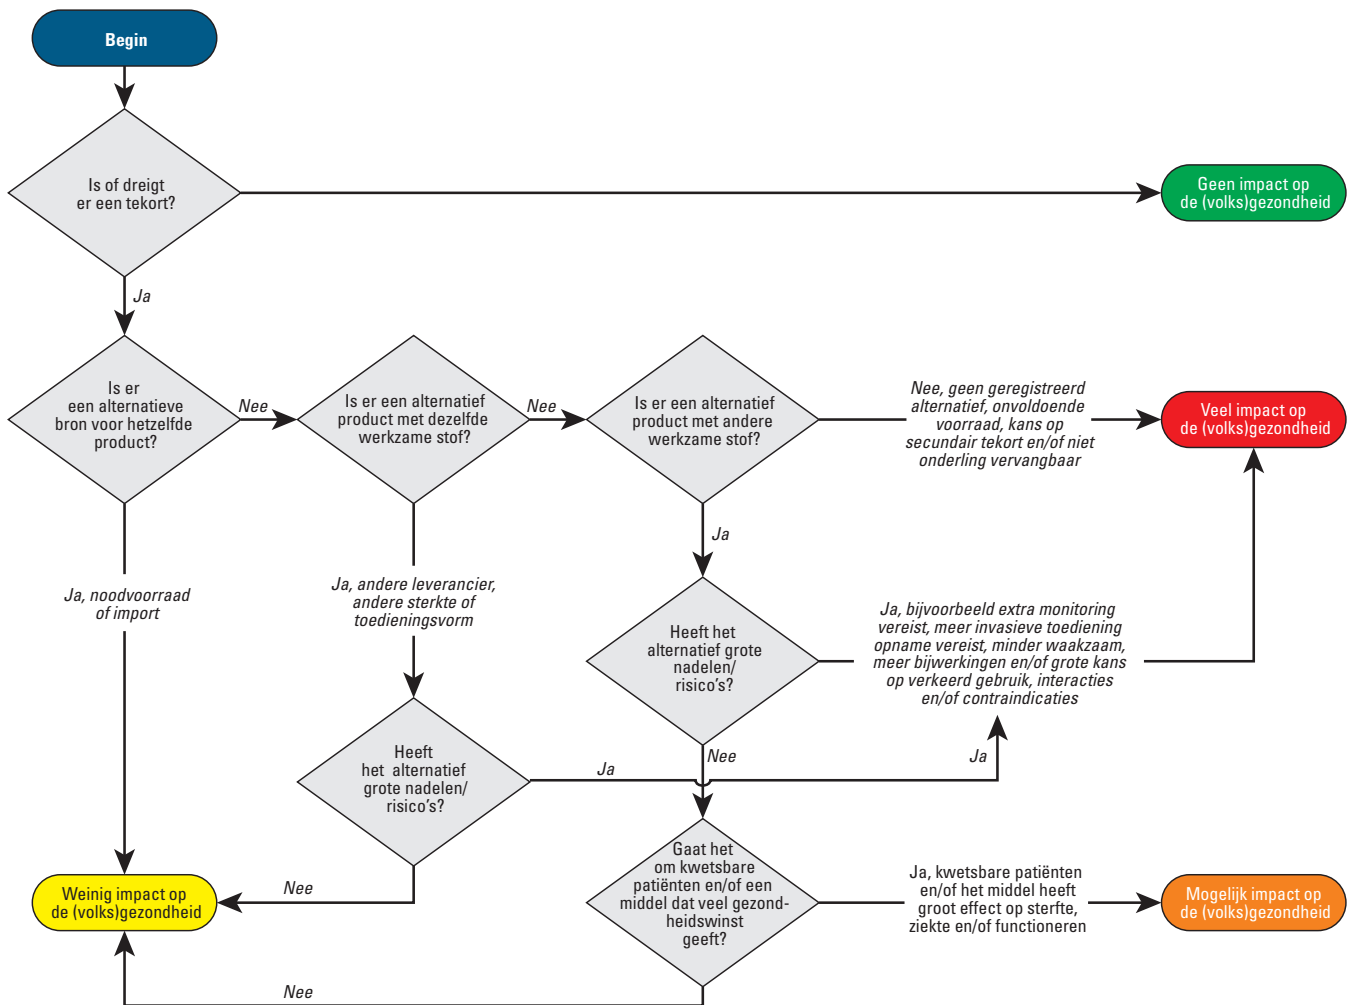 Begin
Is of dreigt
er een tekort?
Geen impact op
de (volks)gezondheid
Ja
Is er
een alternatieve
bron voor hetzelfde
product?
Nee
Is er een alternatief
product met dezelfde
werkzame stof?
Nee
Is er een alternatief
product met andere
werkzame stof?
Nee, geen geregistreerd
alternatief, onvoldoende
voorraad, kans op
secundair tekort en/of niet
onderling vervangbaar
Veel impact op
de (volks)gezondheid
Ja
Ja, noodvoorraad
of import
Ja, andere leverancier,
andere sterkte of
toedieningsvorm
Heeft het
alternatief grote
nadelen/
risico's?
Ja, bijvoorbeeld extra monitoring
vereist, meer invasieve toediening
opname vereist, minder waakzaam,
meer bijwerkingen en/of grote kans
op verkeerd gebruik, interacties
en/of contraindicaties
Heeft
het  alternatief
grote nadelen/
risico's?
Ja
Nee
Ja
Gaat het
om kwetsbare
patiënten en/of een
middel dat veel gezond-
heidswinst
geeft?
Ja, kwetsbare patiënten
en/of het middel heeft
groot effect op sterfte,
ziekte en/of functioneren
Mogelijk impact op
de (volks)gezondheid
Nee
Weinig impact op
de (volks)gezondheid
Nee